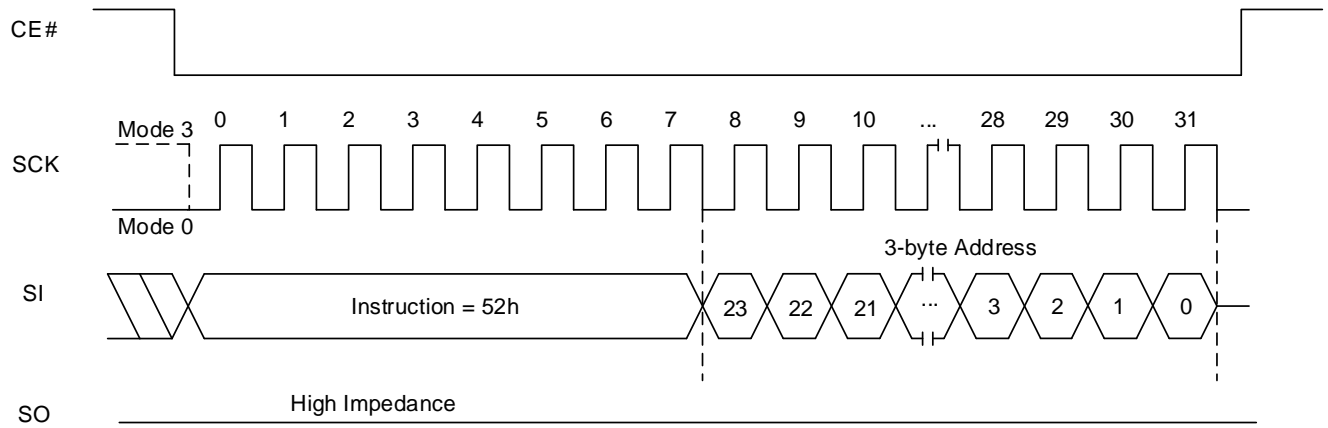 CE#
Mode 3
0 1 2 3 4 5 6 7 8 9 10 ... 28 29 30 31
SCK
Mode 0
3-byte Address
SI
Instruction = 52h
23 22 21 ... 3 2 1 0
High Impedance
SO